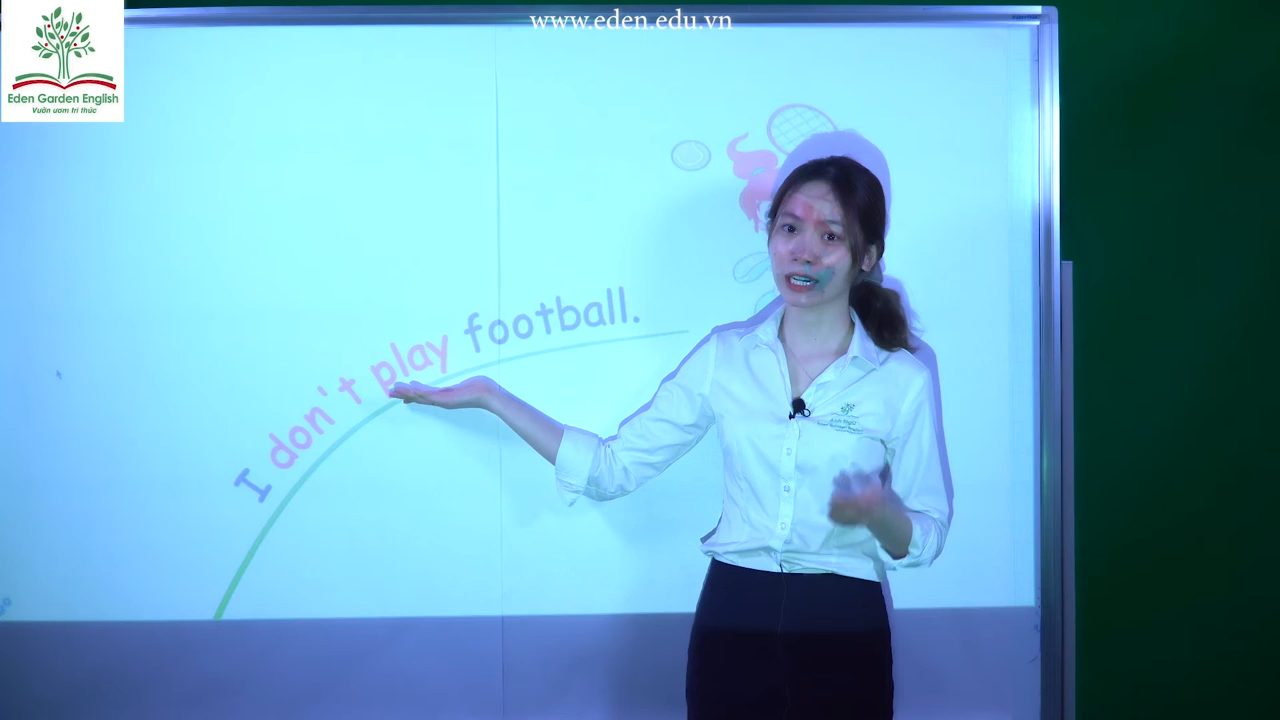 www.eden.edu.vn
Eden Garden English
Vườn ươm tri thức
I don't play football.